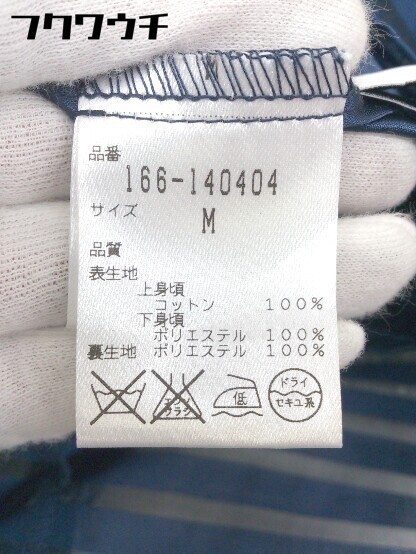 フクワウチ
品番
166-140404
サイズ
M
品質
表生地
上身頃
コットン 100%
下身頃
ポリエステル 100%
裏生地 ポリエステル 100%
エンソ
サラシ
低
ドライ
セキユ系